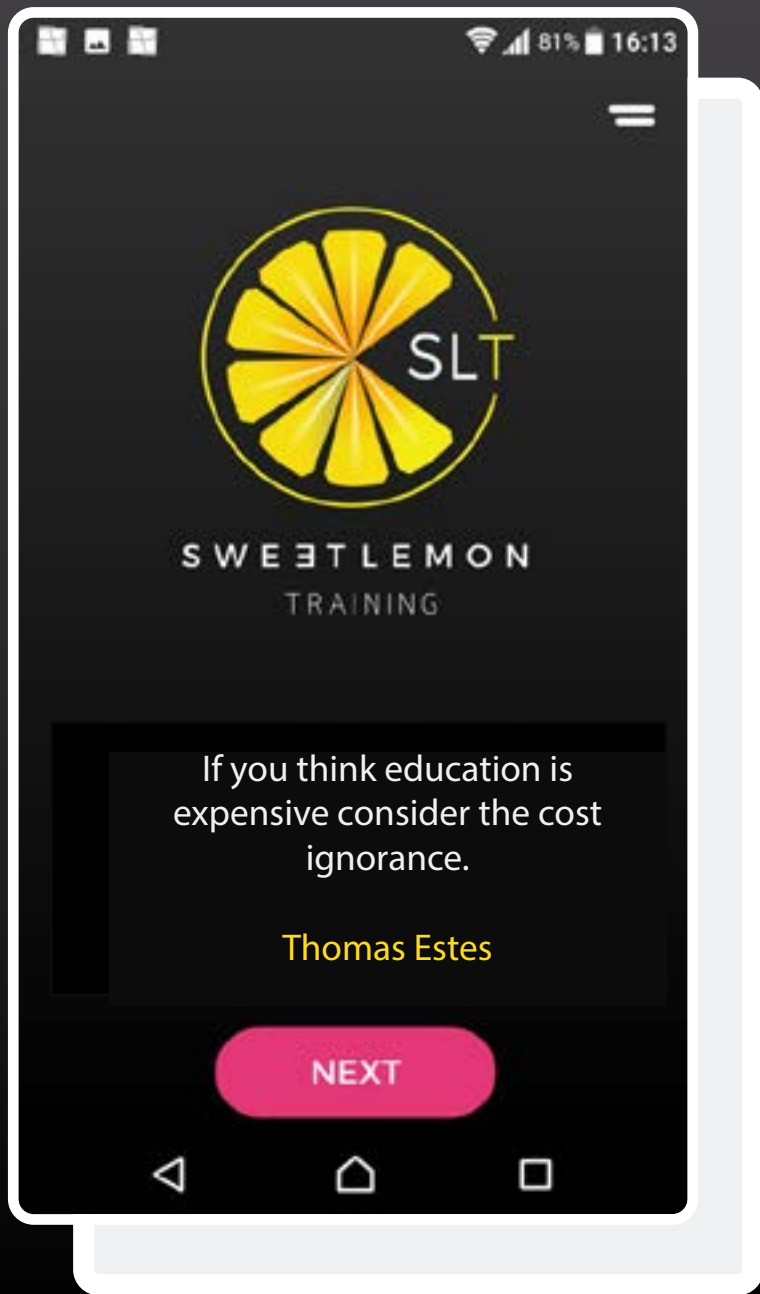 81% 16:13
SLT
SWEƎTLEMON
TRAINING
If you think education is
expensive consider the cost
ignorance.
Thomas Estes
NEXT